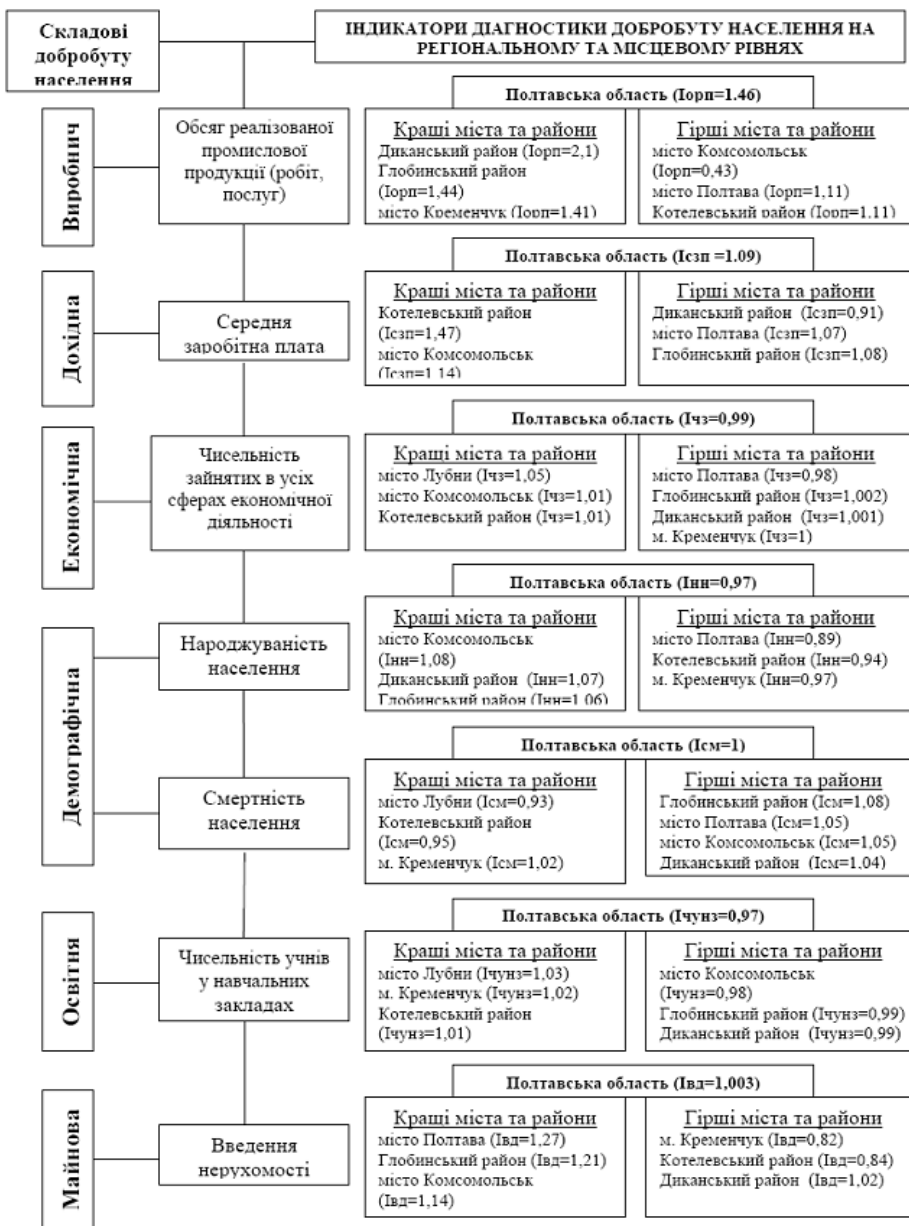 Складові
добробуту
населення
ІНДИКАТОРИ ДІАГНОСТИКИ ДОБРОБУТУ НАСЕЛЕННЯ НА
РЕГІОНАЛЬНОМУ ТА МІСЦЕВОМУ РІВНЯХ
Виробнич
Обсяг реалізованої
промислової
продукції (робіт,
послуг)
Полтавська область (Іорп=1.46)
Кращі міста та райони
Диканський район (Іорп=2,1)
Глобинський район
(Іорп=1,44)
місто Кременчук (Іорп=1,41)
Гірші міста та райони
місто Комсомольськ
(Іорп=0,43)
місто Полтава (Іорп=1,11)
Котелевський район (Іорп=1,11)
Дохідна
Середня
заробітна плата
Полтавська область (Ісзп =1.09)
Кращі міста та райони
Котелевський район
(Ісзп=1,47)
місто Комсомольськ
(Ісзп=1,14)
Гірші міста та райони
Диканський район (Ісзп=0,91)
місто Полтава (Ісзп=1,07)
Глобинський район (Ісзп=1,08)
Економічна
Чисельність
зайнятих в усіх
сферах економічної
діяльності
Полтавська область (Ічз=0,99)
Кращі міста та райони
місто Лубни (Ічз=1,05)
місто Комсомольськ (Ічз=1,01)
Котелевський район (Ічз=1,01)
Гірші міста та райони
місто Полтава (Ічз=0,98)
Глобинський район (Ічз=1,002)
Диканський район (Ічз=1,001)
м. Кременчук (Ічз=1)
Демографічна
Народжуваність
населення
Полтавська область (Інн=0,97)
Кращі міста та райони
місто Комсомольськ
(Інн=1,08)
Диканський район (Інн=1,07)
Глобинський район (Інн=1,06)
Гірші міста та райони
місто Полтава (Інн=0,89)
Котелевський район (Інн=0,94)
м. Кременчук (Інн=0,97)
Смертність
населення
Полтавська область (Ісм=1)
Кращі міста та райони
місто Лубни (Ісм=0,93)
Котелевський район
(Ісм=0,95)
м. Кременчук (Ісм=1,02)
Гірші міста та райони
Глобинський район (Ісм=1,08)
місто Полтава (Ісм=1,05)
місто Комсомольськ (Ісм=1,05)
Диканський район (Ісм=1,04)
Освітня
Чисельність учнів
у навчальних
закладах
Полтавська область (Ічунз=0,97)
Кращі міста та райони
місто Лубни (Ічунз=1,03)
м. Кременчук (Ічунз=1,02)
Котелевський район
(Ічунз=1,01)
Гірші міста та райони
місто Комсомольськ
(Ічунз=0,98)
Глобинський район (Ічунз=0,99)
Диканський район (Ічунз=0,99)
Майнова
Введення
нерухомості
Полтавська область (Івд=1,003)
Кращі міста та райони
місто Полтава (Івд=1,27)
Глобинський район (Івд=1,21)
місто Комсомольськ
(Івд=1,14)
Гірші міста та райони
м. Кременчук (Івд=0,82)
Котелевський район (Івд=0,84)
Диканський район (Івд=1,02)